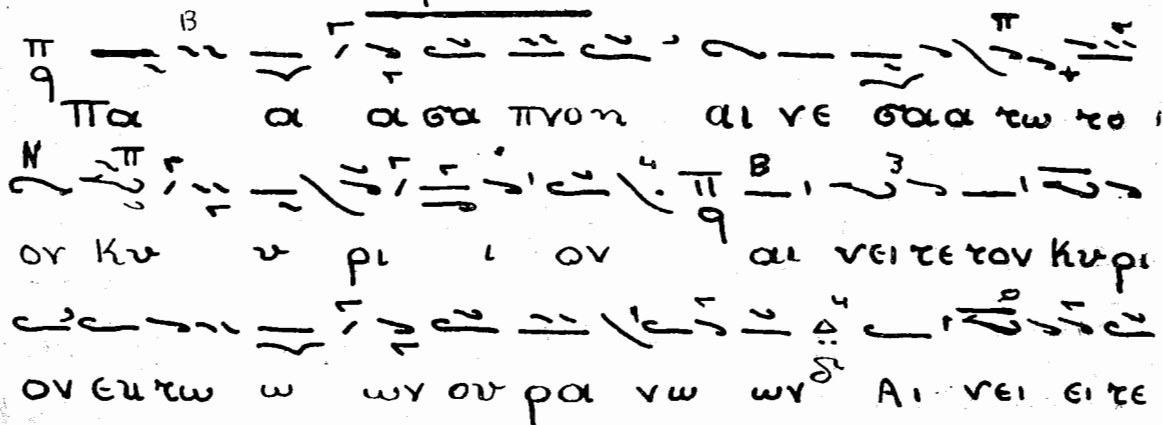 Πα α α σα πνοη αι νε σαα τω το
ον Κυ υ ρι ι ον αι νει τε τον Κυρι
ον εκ τω ω ων ου ρα νω ων Αι νει ει τε